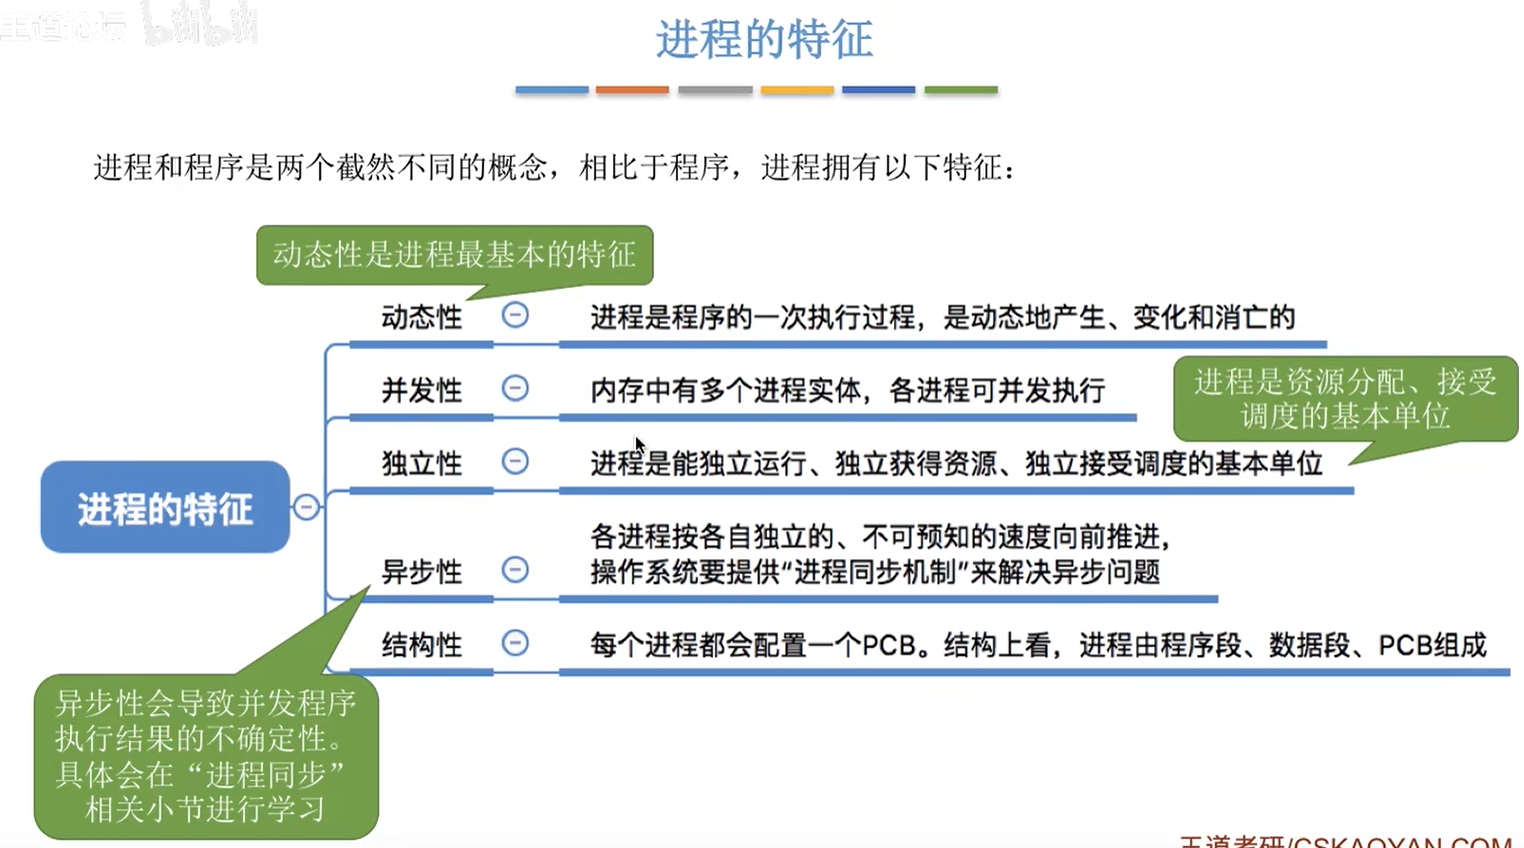 王道论坛 bilibili
进程的特征
进程和程序是两个截然不同的概念，相比于程序，进程拥有以下特征：
动态性是进程最基本的特征
动态性
进程是程序的一次执行过程，是动态地产生、变化和消亡的
并发性
内存中有多个进程实体，各进程可并发执行
进程是资源分配、接受
调度的基本单位
独立性
进程是能独立运行、独立获得资源、独立接受调度的基本单位
进程的特征
异步性
各进程按各自独立的、不可预知的速度向前推进，
操作系统要提供“进程同步机制”来解决异步问题
结构性
每个进程都会配置一个PCB。结构上看，进程由程序段、数据段、PCB组成
异步性会导致并发程序
执行结果的不确定性。
具体会在“进程同步”
相关小节进行学习
王道考研/CSKAOYAN.COM